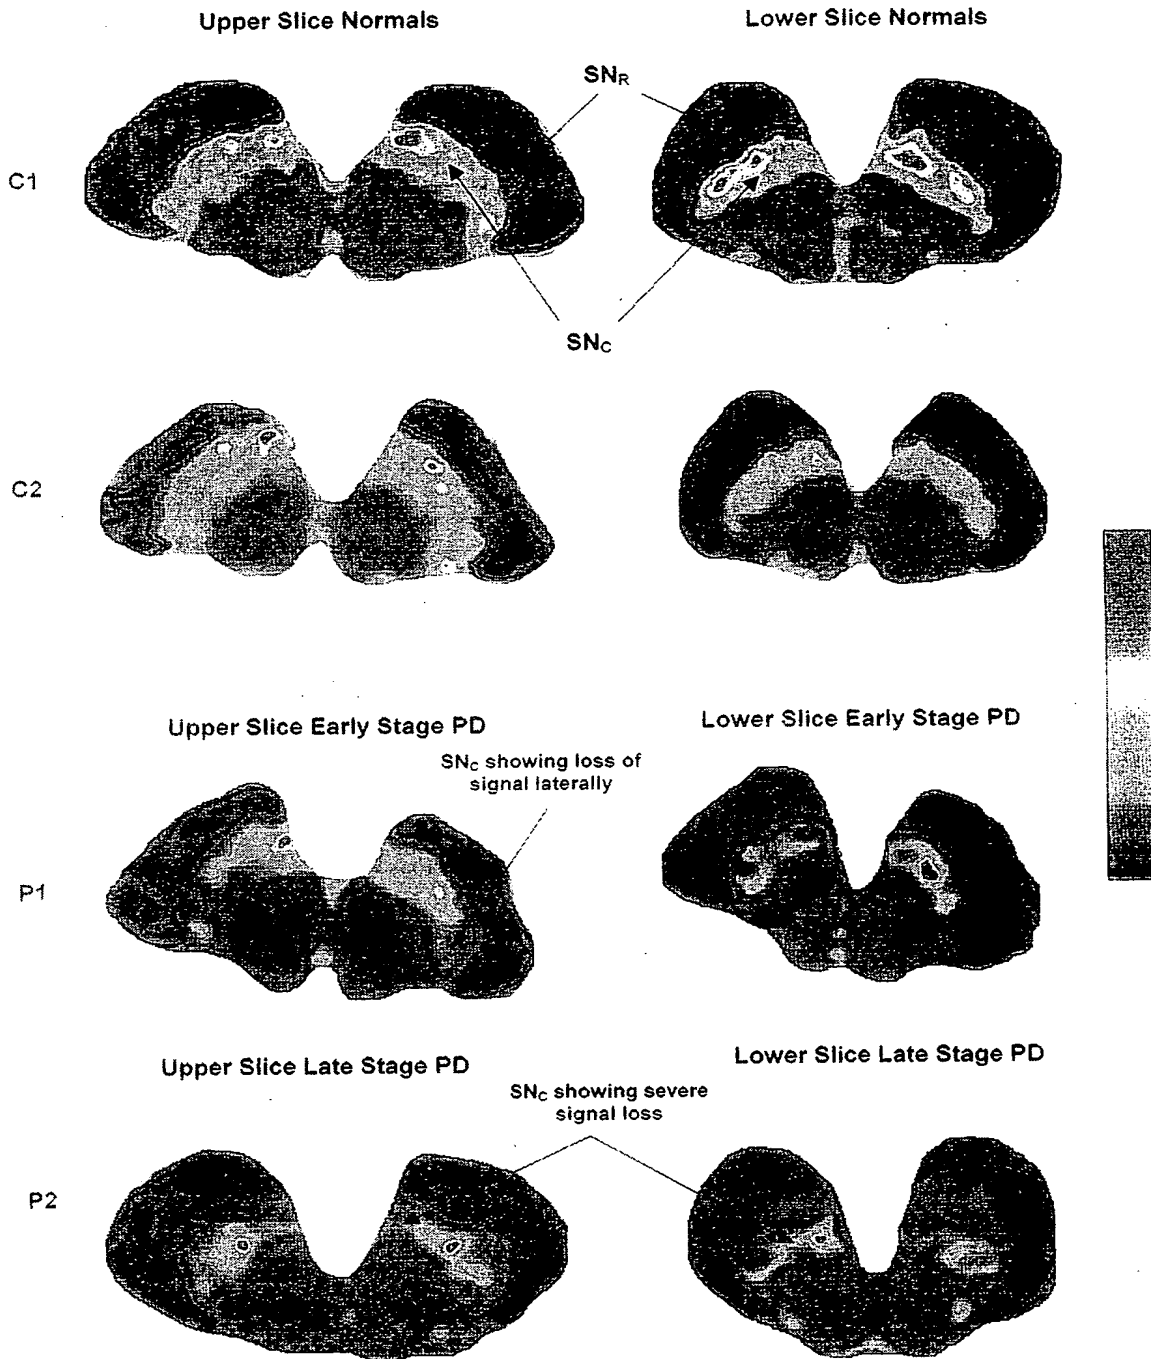 Upper Slice Normals
Lower Slice Normals
SNR
C1
SNC
C2
Upper Slice Early Stage PD
Lower Slice Early Stage PD
SNC showing loss of
signal laterally
P1
Upper Slice Late Stage PD
Lower Slice Late Stage PD
SNC showing severe
signal loss
P2